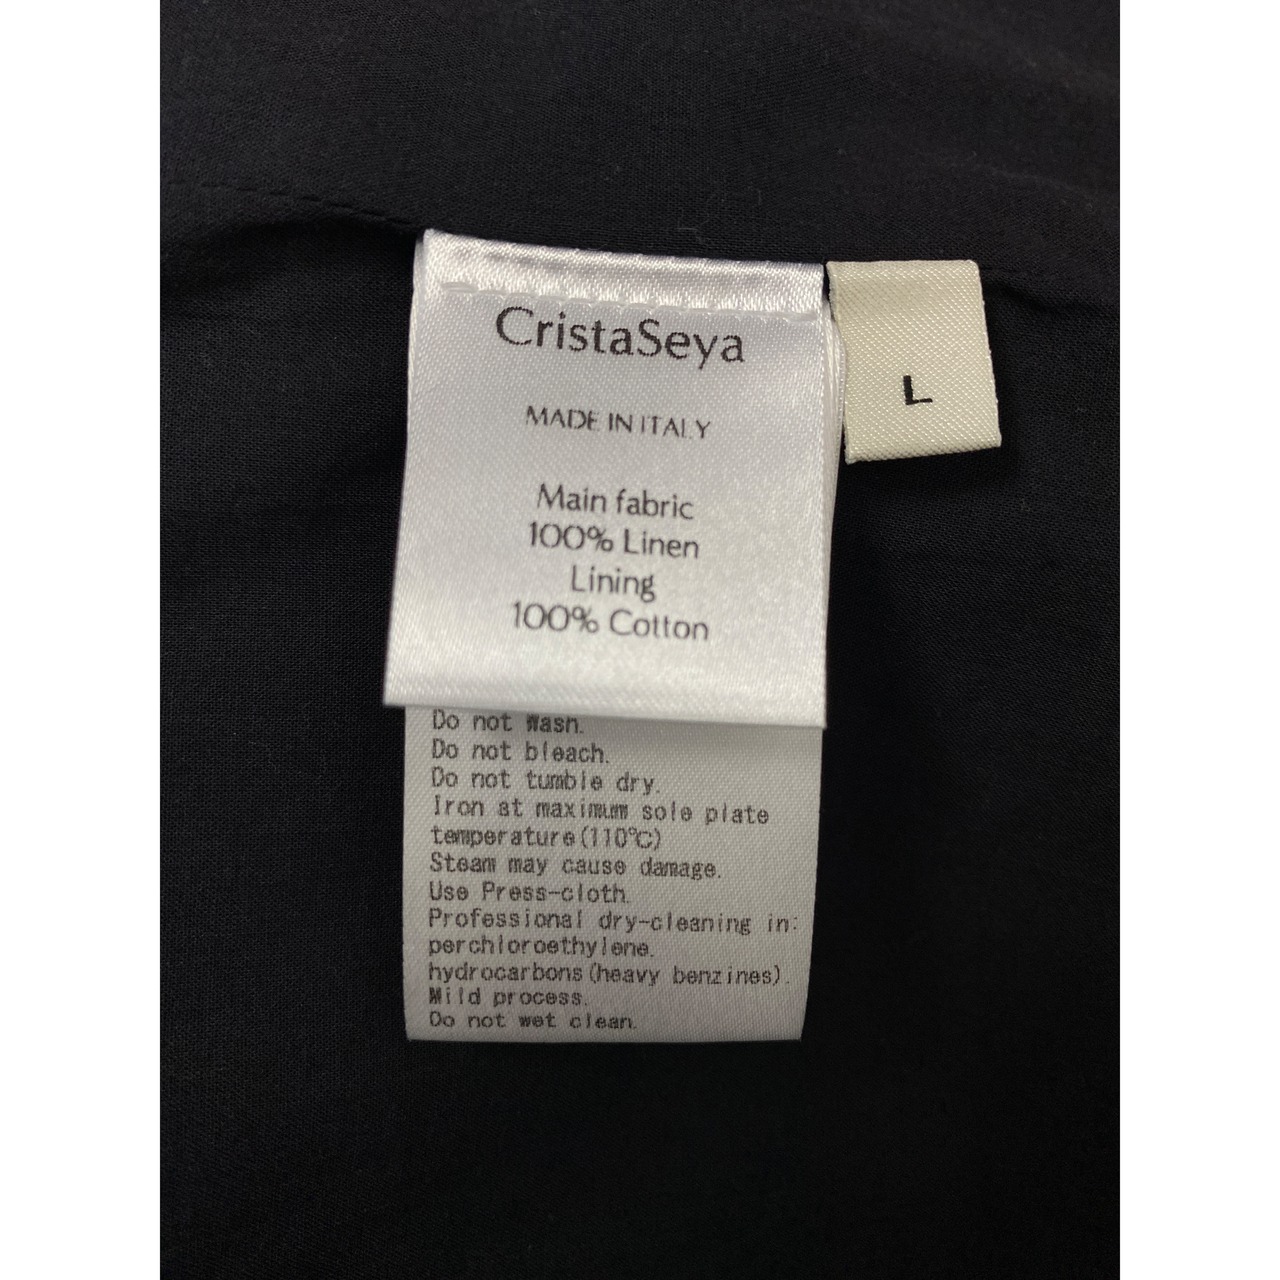 CristaSeya
MADE IN ITALY
Main fabric
100% Linen
Lining
100% Cotton
L
Do not Wash.
Do not bleach.
Do not tumble dry.
Iron at maximum sole plate
temperature(110℃)
Steam may cause damage.
Use Press-cloth.
Professional dry-cleaning in:
perchloroethylene.
hydrocarbons(heavy benzines).
Mild process.
Do not wet clean.